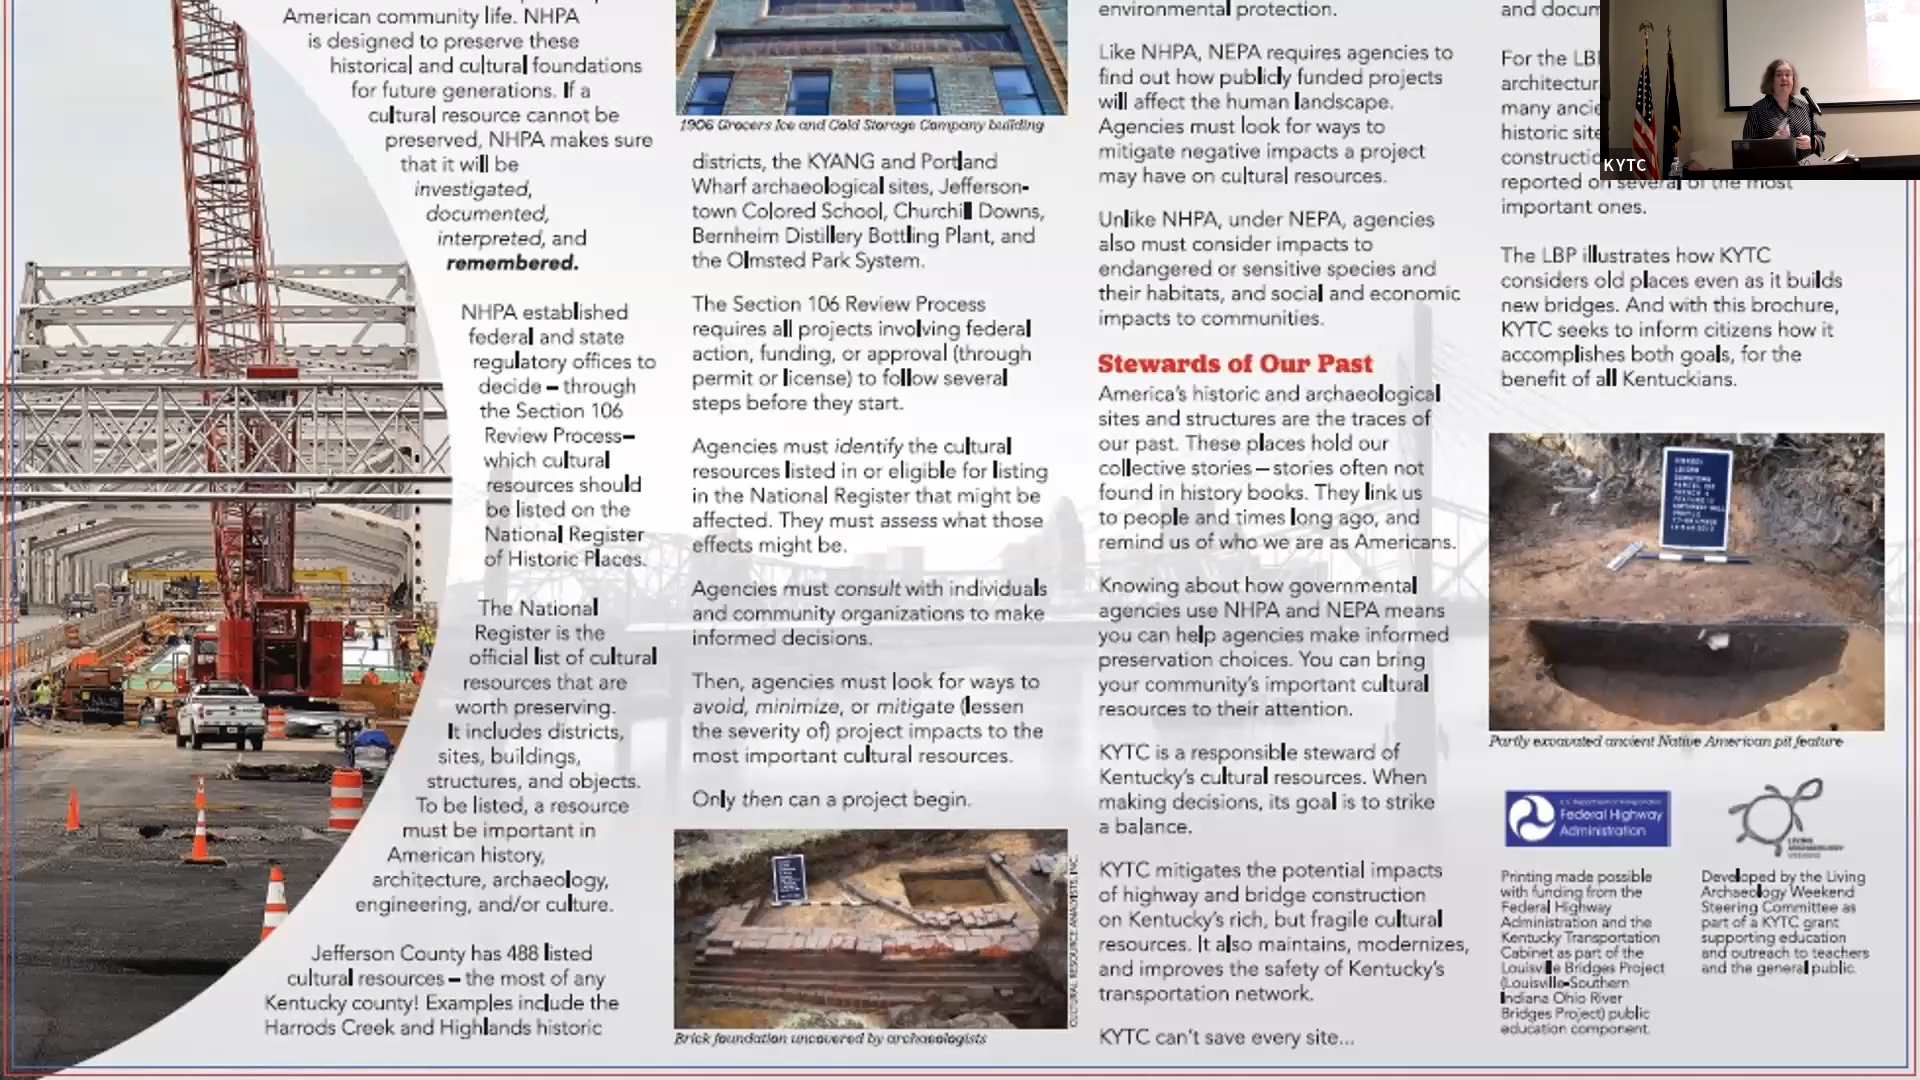 American community life. NHPA
is designed to preserve these
historical and cultural foundations
for future generations. If a
cultural resource cannot be
preserved, NHPA makes sure
that it will be
investigated,
documented,
interpreted, and
remembered.
NHPA established
federal and state
regulatory offices to
decide – through
the Section 106
Review Process–
which cultural
resources should
be listed on the
National Register
of Historic Places.
The National
Register is the
official list of cultural
resources that are
worth preserving.
It includes districts,
sites, buildings,
structures, and objects.
To be listed, a resource
must be important in
American history,
architecture, archaeology,
engineering, and/or culture.
Jefferson County has 488 listed
cultural resources – the most of any
Kentucky county! Examples include the
Harrods Creek and Highlands historic
1906 Grocers Ice and Cold Storage Company building
districts, the KYANG and Portland
Wharf archaeological sites, Jefferson-
town Colored School, Churchill Downs,
Bernheim Distillery Bottling Plant, and
the Olmsted Park System.
The Section 106 Review Process
requires all projects involving federal
action, funding, or approval (through
permit or license) to follow several
steps before they start.
Agencies must identify the cultural
resources listed in or eligible for listing
in the National Register that might be
affected. They must assess what those
effects might be.
Agencies must consult with individuals
and community organizations to make
informed decisions.
Then, agencies must look for ways to
avoid, minimize, or mitigate (lessen
the severity of) project impacts to the
most important cultural resources.
Only then can a project begin.
CULTURAL RESOURCE ANALYSTS, INC.
Brick foundation uncovered by archaeologists
environmental protection.
Like NHPA, NEPA requires agencies to
find out how publicly funded projects
will affect the human landscape.
Agencies must look for ways to
mitigate negative impacts a project
may have on cultural resources.
Unlike NHPA, under NEPA, agencies
also must consider impacts to
endangered or sensitive species and
their habitats, and social and economic
impacts to communities.
Stewards of Our Past
America's historic and archaeological
sites and structures are the traces of
our past. These places hold our
collective stories – stories often not
found in history books. They link us
to people and times long ago, and
remind us of who we are as Americans.
Knowing about how governmental
agencies use NHPA and NEPA means
you can help agencies make informed
preservation choices. You can bring
your community's important cultural
resources to their attention.
KYTC is a responsible steward of
Kentucky's cultural resources. When
making decisions, its goal is to strike
a balance.
KYTC mitigates the potential impacts
of highway and bridge construction
on Kentucky's rich, but fragile cultural
resources. It also maintains, modernizes,
and improves the safety of Kentucky's
transportation network.
KYTC can't save every site...
and docum
For the LB
architectur
many ancie
historic site
constructio
reported on several of the most
important ones.
The LBP illustrates how KYTC
considers old places even as it builds
new bridges. And with this brochure,
KYTC seeks to inform citizens how it
accomplishes both goals, for the
benefit of all Kentuckians.
Partly excavated ancient Native American pit feature
U.S. Department of Transportation
Federal Highway
Administration
LIVING
ARCHAEOLOGY
WEEKEND
Printing made possible
with funding from the
Federal Highway
Administration and the
Kentucky Transportation
Cabinet as part of the
Louisville Bridges Project
(Louisville-Southern
Indiana Ohio River
Bridges Project) public
education component.
Developed by the Living
Archaeology Weekend
Steering Committee as
part of a KYTC grant
supporting education
and outreach to teachers
and the general public.
KYTC